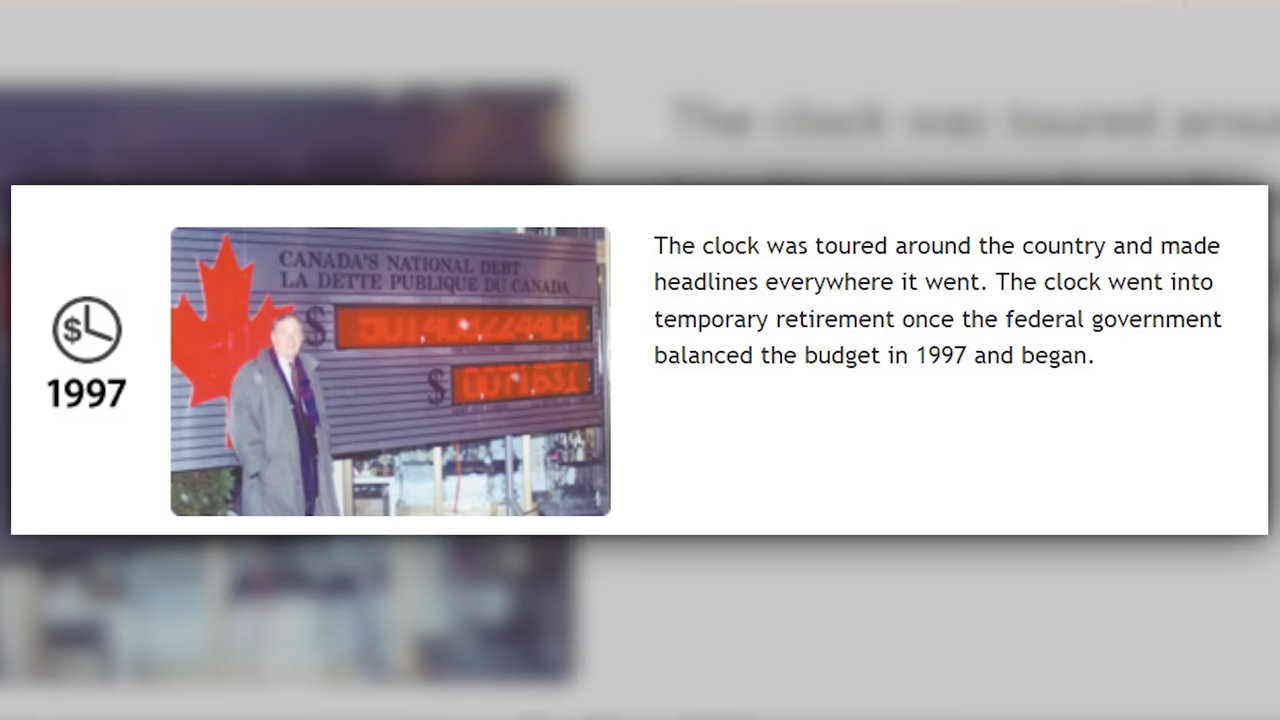 CANADA'S NATIONAL DEBT
LA DETTE PUBLIQUE DU CANADA
$
$
$
1997
The clock was toured around the country and made
headlines everywhere it went. The clock went into
temporary retirement once the federal government
balanced the budget in 1997 and began.